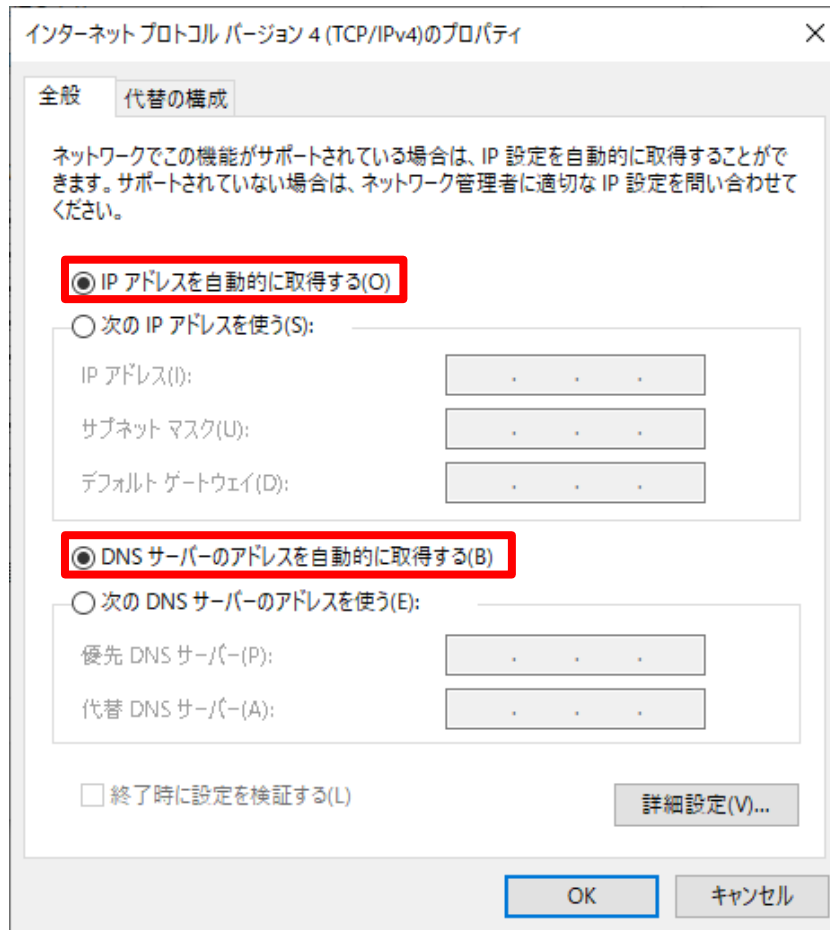 インターネット プロトコル バージョン 4 (TCP/IPv4)のプロパティ
全般
代替の構成
ネットワークでこの機能がサポートされている場合は、IP 設定を自動的に取得することがで
きます。サポートされていない場合は、ネットワーク管理者に適切な IP 設定を問い合わせて
ください。
IP アドレスを自動的に取得する(O)
次の IP アドレスを使う(S):
IP アドレス(I):
サブネット マスク(U):
デフォルト ゲートウェイ(D):
DNS サーバーのアドレスを自動的に取得する(B)
次の DNS サーバーのアドレスを使う(E):
優先 DNS サーバー(P):
代替 DNS サーバー(A):
終了時に設定を検証する(L)
詳細設定(V)...
OK
キャンセル